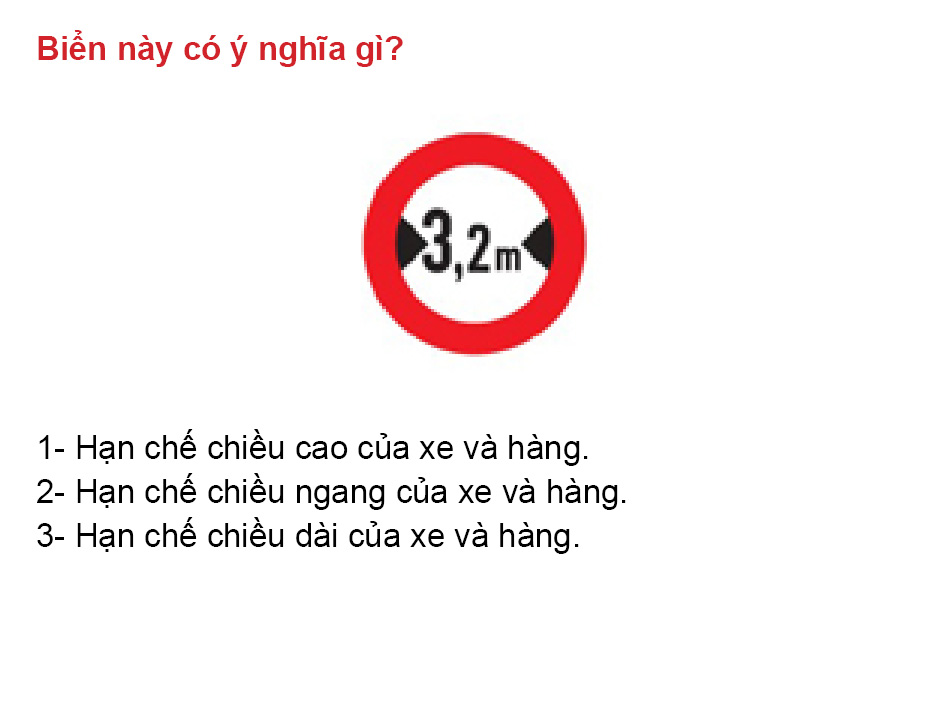 Biển này có ý nghĩa gì?
3,2m
1- Hạn chế chiều cao của xe và hàng.
2- Hạn chế chiều ngang của xe và hàng.
3- Hạn chế chiều dài của xe và hàng.